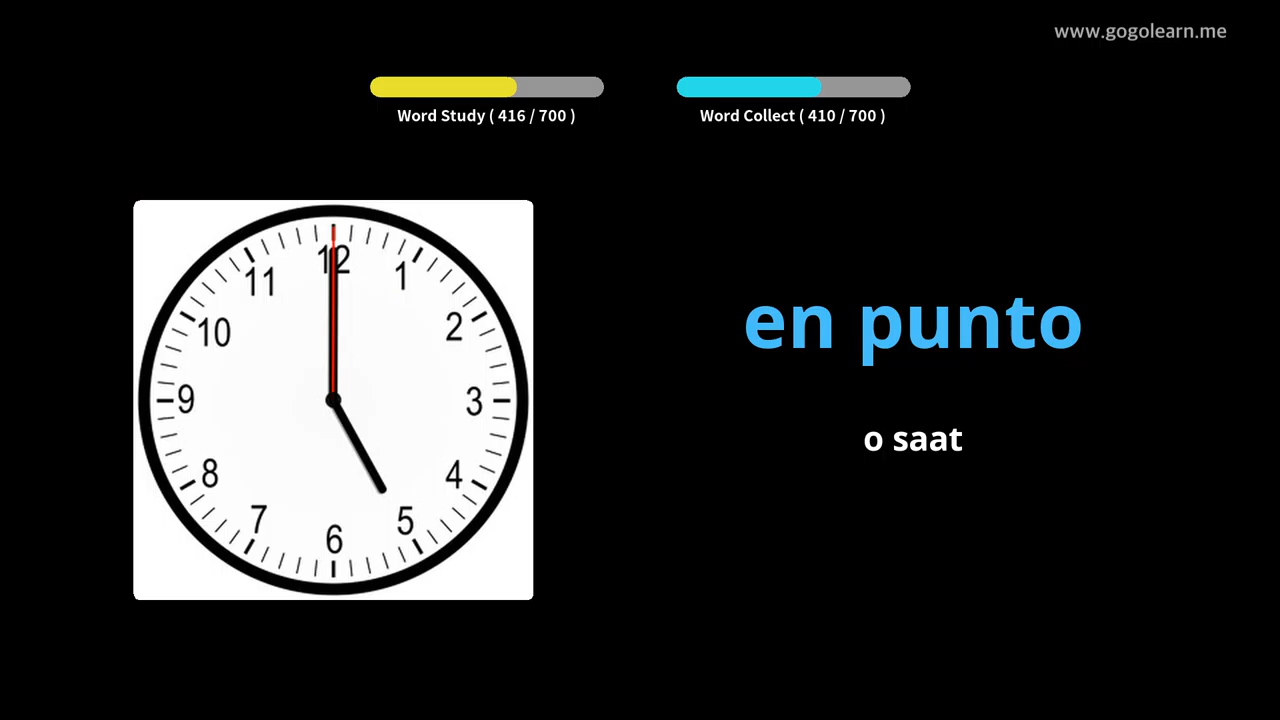 www.gogolearn.me
Word Study ( 416 / 700 )
Word Collect ( 410 / 700 )
12
1
2
3
4
5
6
7
8
9
10
11
en punto
o saat